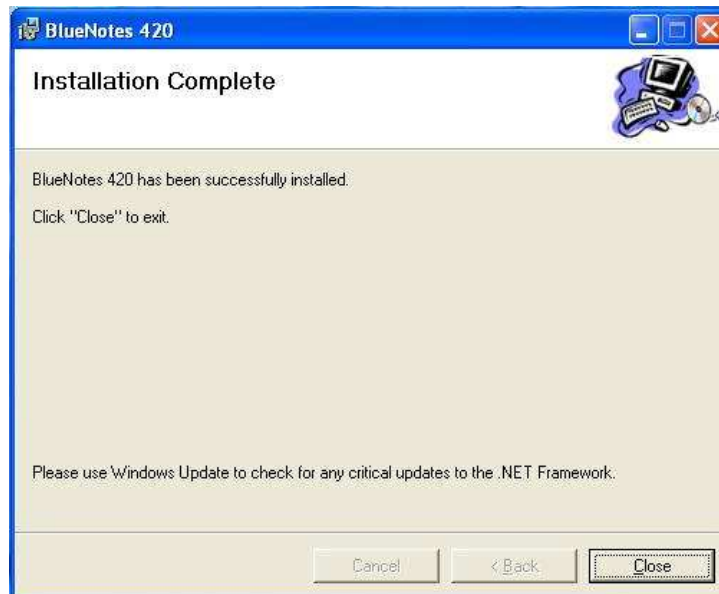 BlueNotes 420
Installation Complete
BlueNotes 420 has been successfully installed.
Click "Close" to exit.
Please use Windows Update to check for any critical updates to the .NET Framework.
Cancel
< Back
Close